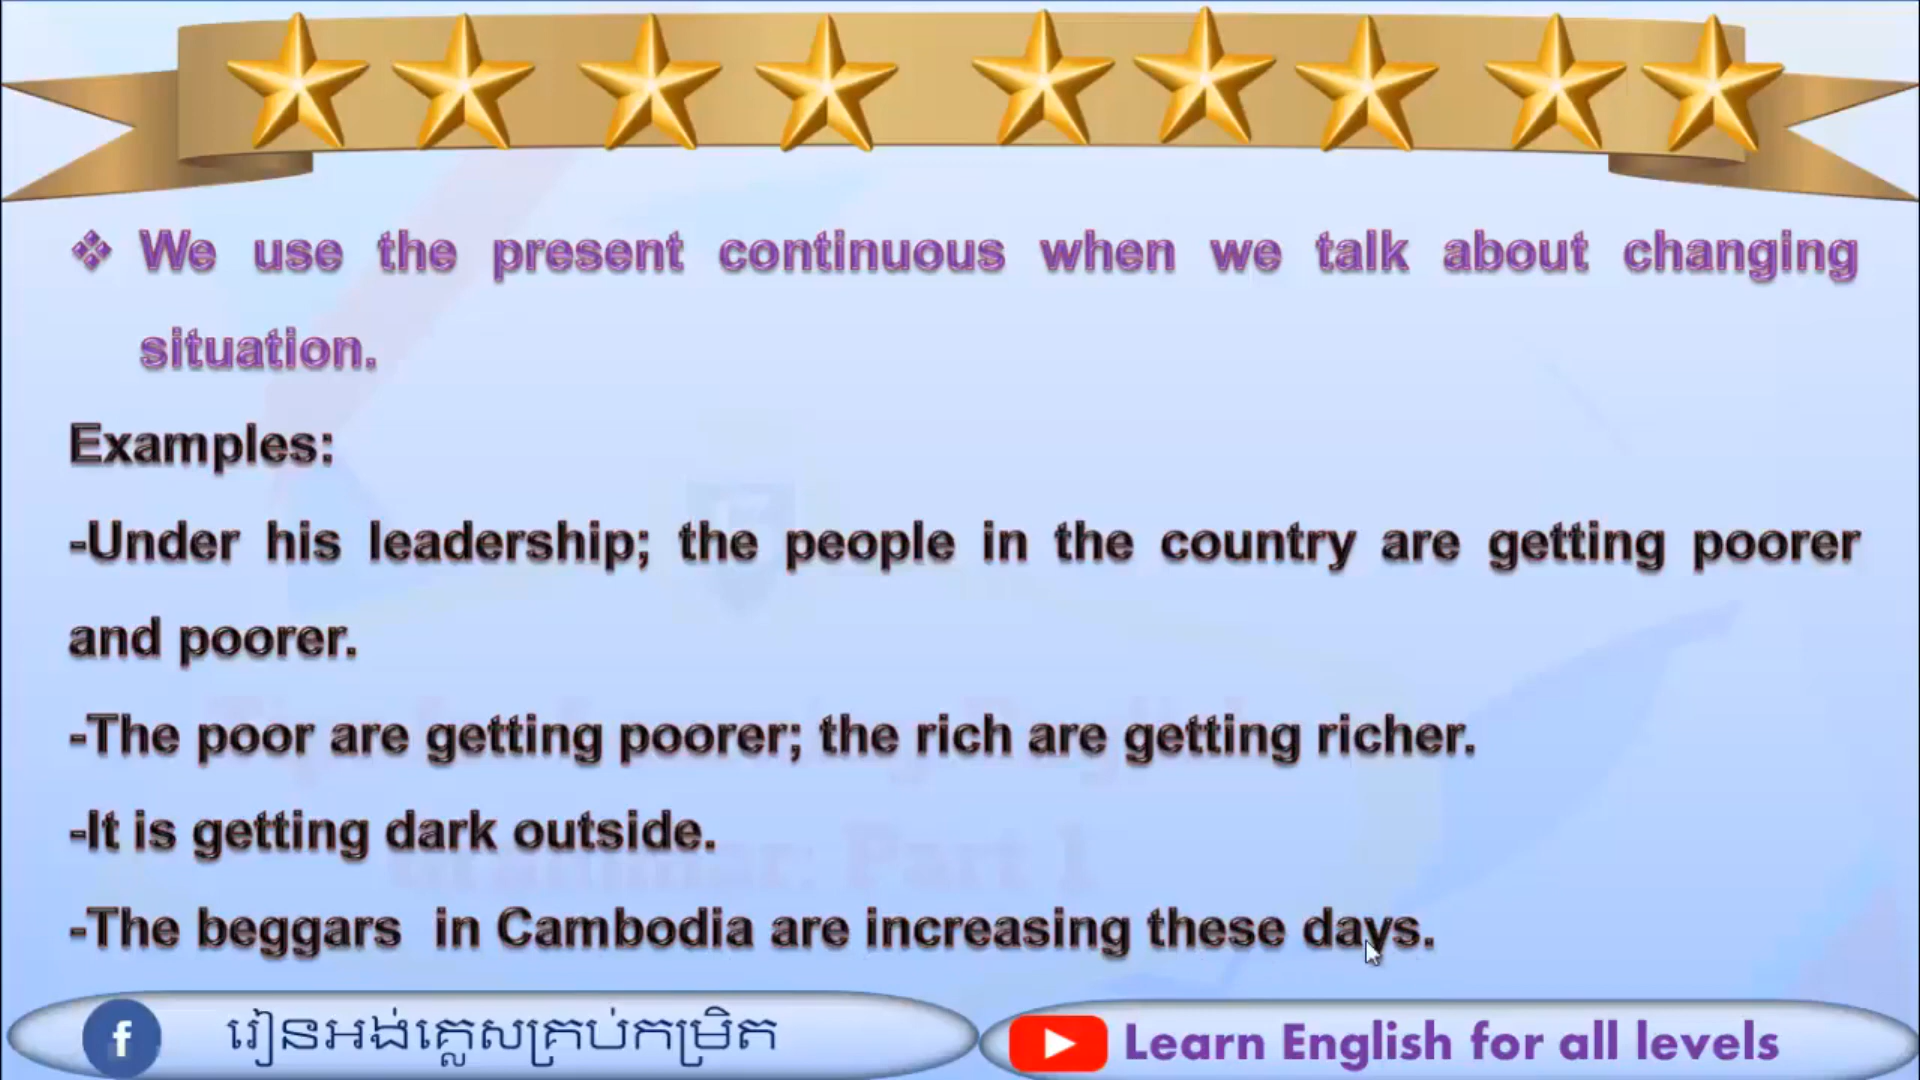 ❖ We use the present continuous when we talk about changing
situation.
Examples:
-Under his leadership; the people in the country are getting poorer
and poorer.
-The poor are getting poorer; the rich are getting richer.
-It is getting dark outside.
-The beggars  in Cambodia are increasing these days.
រៀនអង់គ្លេសគ្រប់កម្រិត
Learn English for all levels